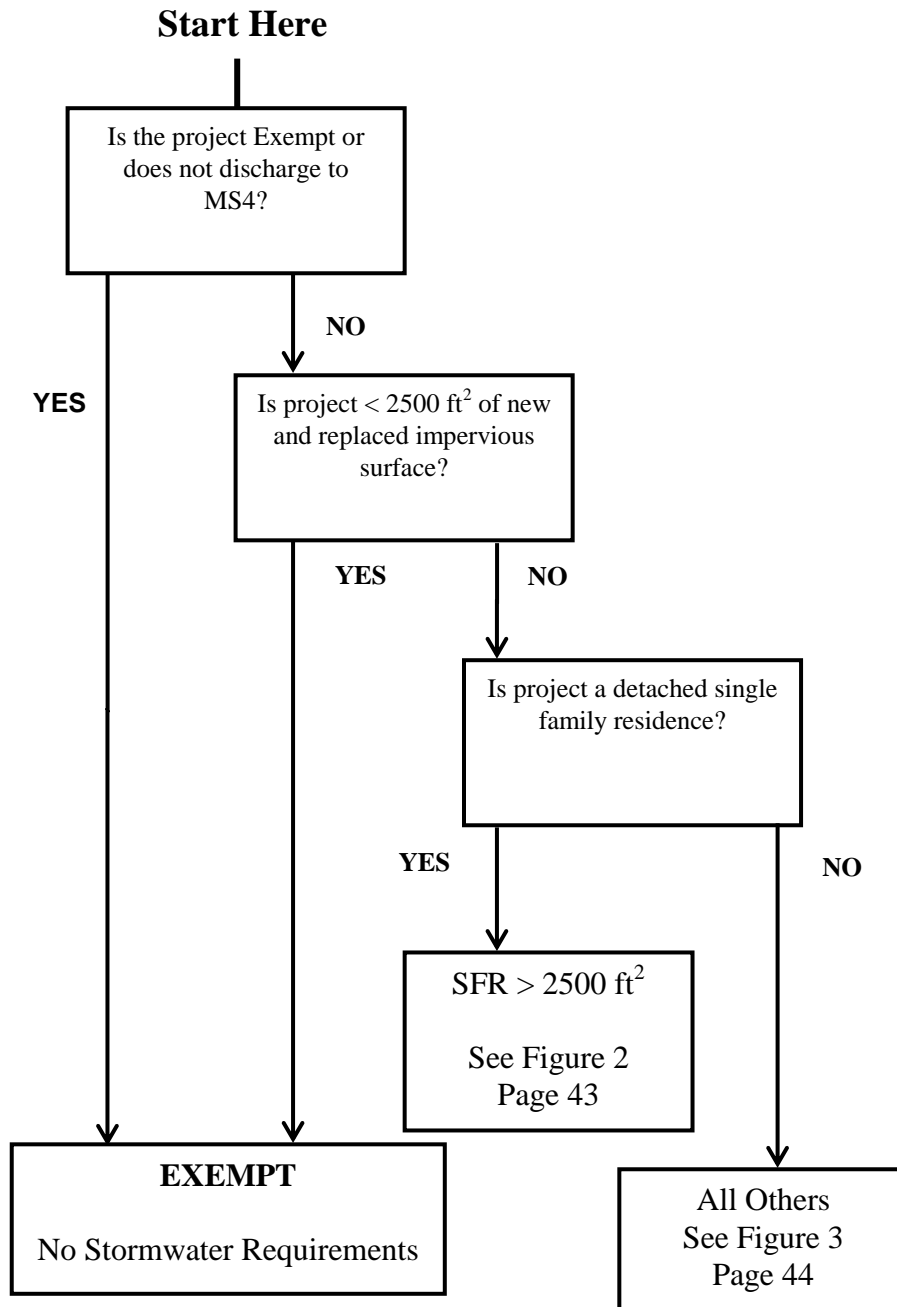 Start Here
Is the project Exempt or
does not discharge to
MS4?
NO
YES
Is project < 2500 ft²  of new
and replaced impervious
surface?
YES
NO
Is project a detached single
family residence?
YES
NO
SFR > 2500 ft²
See Figure 2
Page 43
EXEMPT
No Stormwater Requirements
All Others
See Figure 3
Page 44